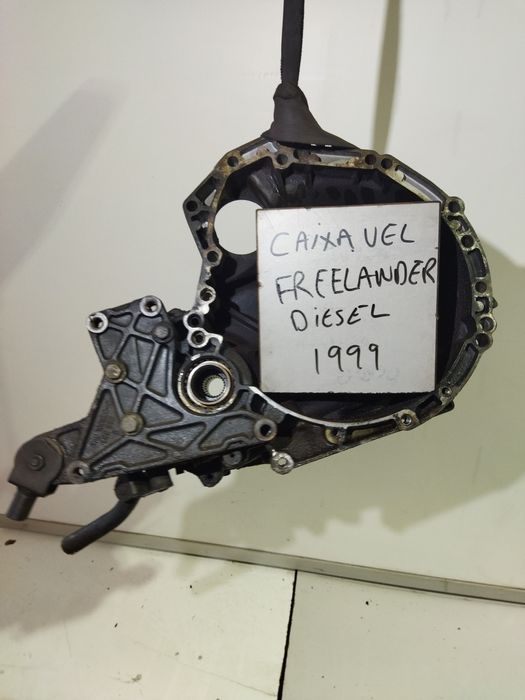 CAIXA VEL
FREELANDER
DIESEL
1999